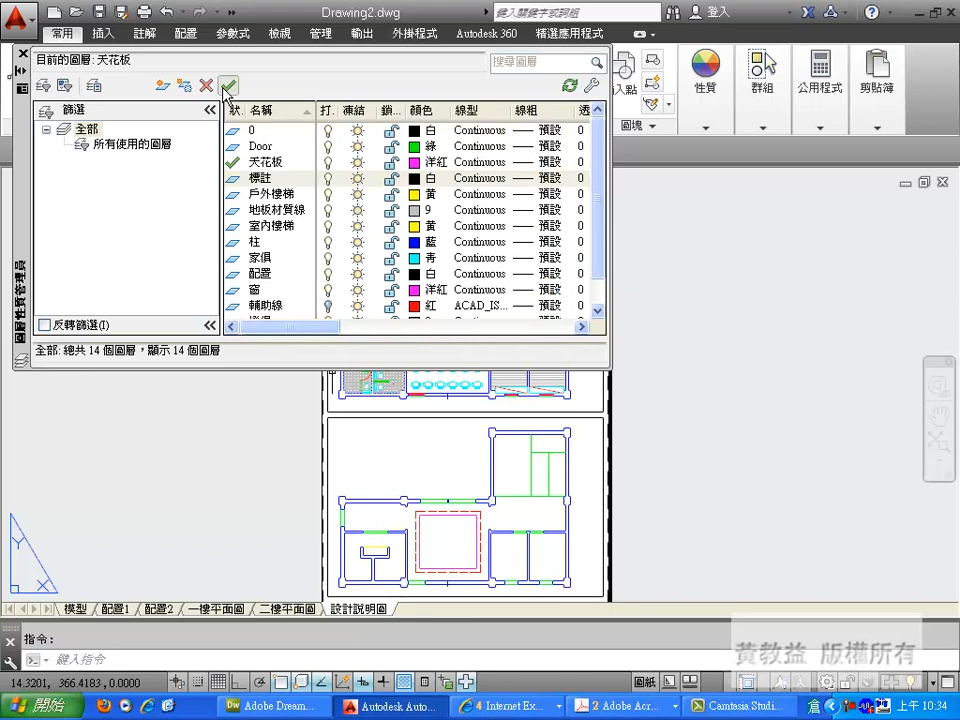 Drawing2.dwg
鍵入關鍵字或詞組
登入
常用 插入 註解 配置 參數式 檢視 管理 輸出 外掛程式 Autodesk 360 精選應用程式
目前的圖層: 天花板
搜尋圖層
篩選
全部
所有使用的圖層
反轉篩選(I)
狀. 名稱 打. 凍結 鎖... 顏色 線型 線粗 透
0 白 Continuous 預設 0
Door 綠 Continuous 預設 0
天花板 洋紅 Continuous 預設 0
標註 白 Continuous 預設 0
戶外樓梯 黃 Continuous 預設 0
地板材質線 9 Continuous 預設 0
室內樓梯 黃 Continuous 預設 0
柱 藍 Continuous 預設 0
家俱 青 Continuous 預設 0
配置 白 Continuous 預設 0
窗 洋紅 Continuous 預設 0
輔助線 紅 ACAD_IS... 預設 0
圖層性質管理員
全部: 總共 14 個圖層，顯示 14 個圖層
入點
圖塊
性質
群組
公用程式
剪貼簿
Y
X
模型 配置1 配置2 一樓平面圖 二樓平面圖 設計說明圖
指令:
鍵入指令
黃教益 版權所有
14.3201, 366.4183, 0.0000
圖紙
開始
Adobe Dream...
Autodesk Auto...
4 Internet Ex...
2 Adobe Acr...
Camtasia Studi...
上午 10:34